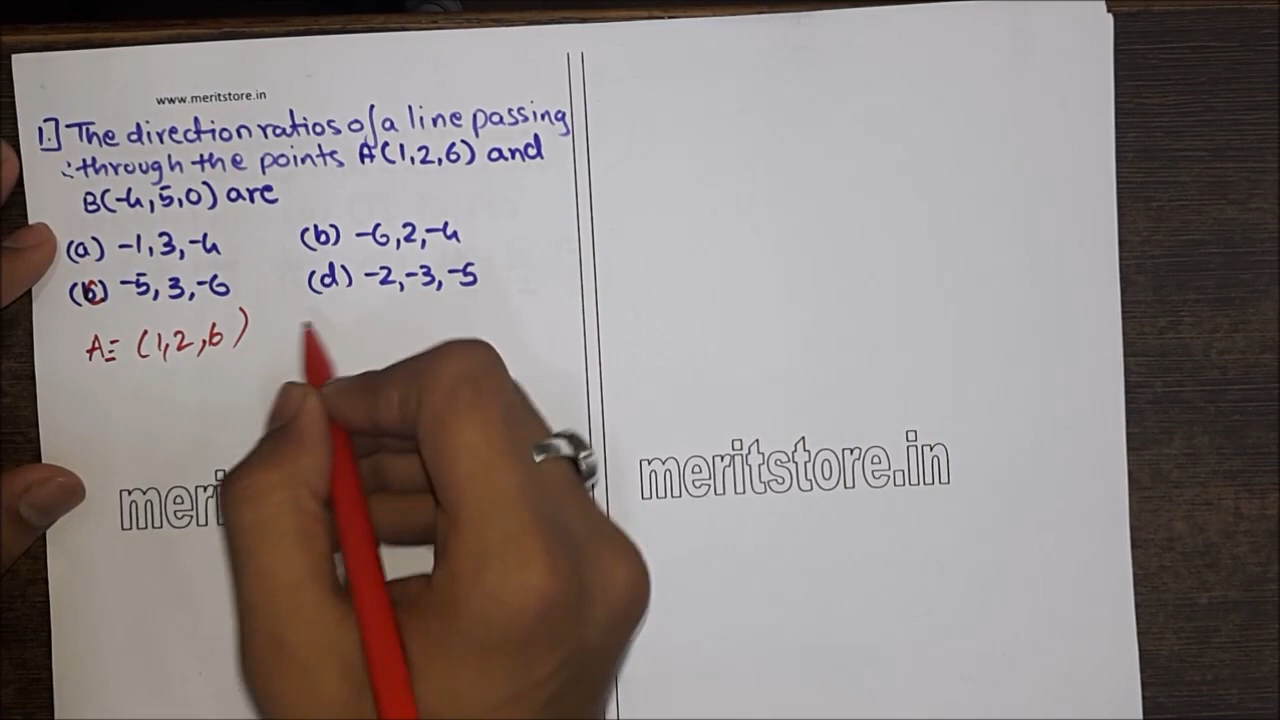 www.meritstore.in
1.] The direction ratios of a line passing
through the points A(1,2,6) and
B(-4,5,0) are
(a) -1,3,-4 (b) -6,2,-4
(c) -5,3,-6 (d) -2,-3,-5
A≡ (1,2,6)
meri
meritstore.in